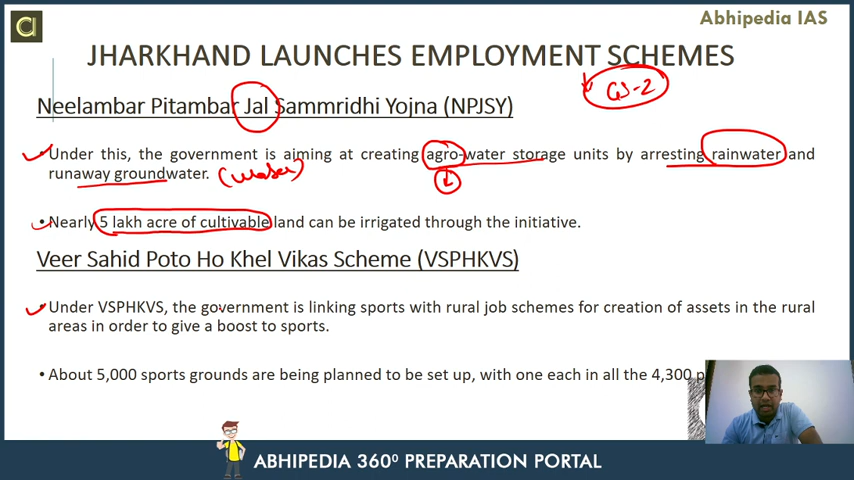 Abhipedia IAS
JHARKHAND LAUNCHES EMPLOYMENT SCHEMES
GS-2
Neelambar Pitambar Jal Sammridhi Yojna (NPJSY)
• Under this, the government is aiming at creating agro-water storage units by arresting rainwater and
runaway groundwater. (water)
• Nearly 5 lakh acre of cultivable land can be irrigated through the initiative.
Veer Sahid Poto Ho Khel Vikas Scheme (VSPHKVS)
• Under VSPHKVS, the government is linking sports with rural job schemes for creation of assets in the rural
areas in order to give a boost to sports.
• About 5,000 sports grounds are being planned to be set up, with one each in all the 4,300
ABHIPEDIA 360⁰ PREPARATION PORTAL